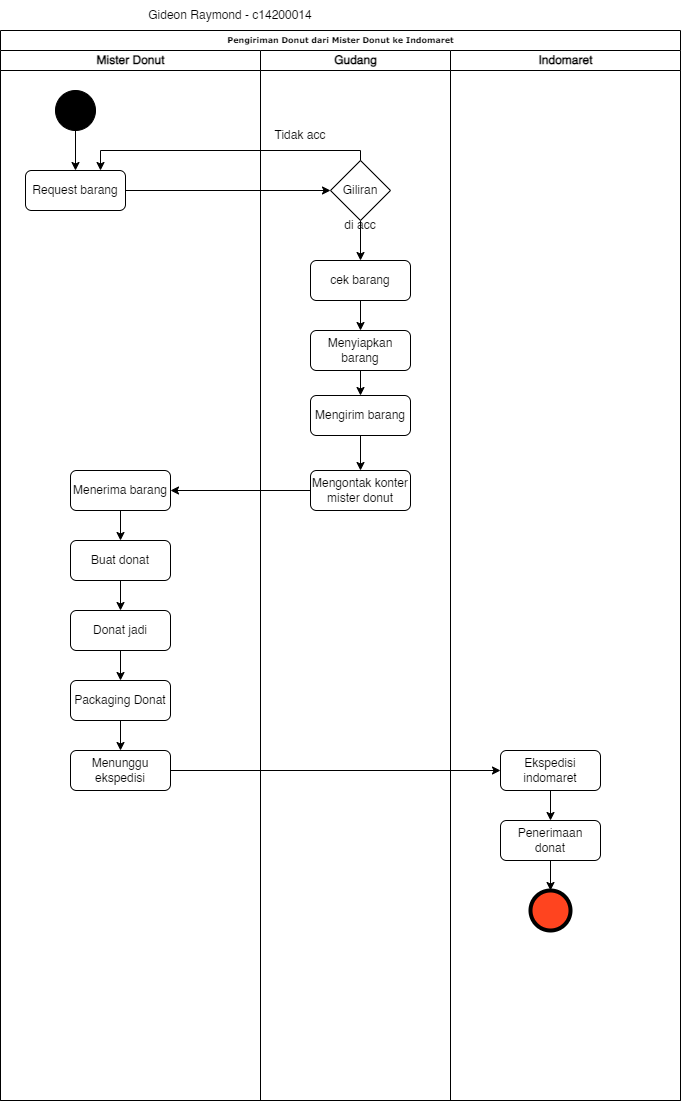 Gideon Raymond - c14200014
Pengiriman Donut dari Mister Donut ke Indomaret
Mister Donut
Gudang
Indomaret
Tidak acc
Request barang
Giliran
di acc
cek barang
Menyiapkan
barang
Mengirim barang
Mengontak konter
mister donut
Menerima barang
Buat donat
Donat jadi
Packaging Donat
Menunggu
ekspedisi
Ekspedisi
indomaret
Penerimaan
donat